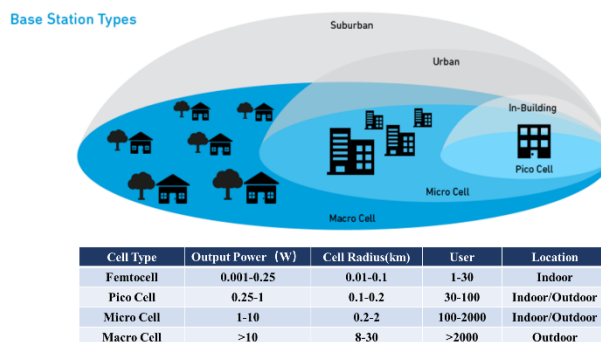 Base Station Types
Suburban
Urban
In-Building
Pico Cell
Micro Cell
Macro Cell
Cell Type Output Power (W) Cell Radius(km) User Location
Femtocell 0.001-0.25 0.01-0.1 1-30 Indoor
Pico Cell 0.25-1 0.1-0.2 30-100 Indoor/Outdoor
Micro Cell 1-10 0.2-2 100-2000 Indoor/Outdoor
Macro Cell >10 8-30 >2000 Outdoor